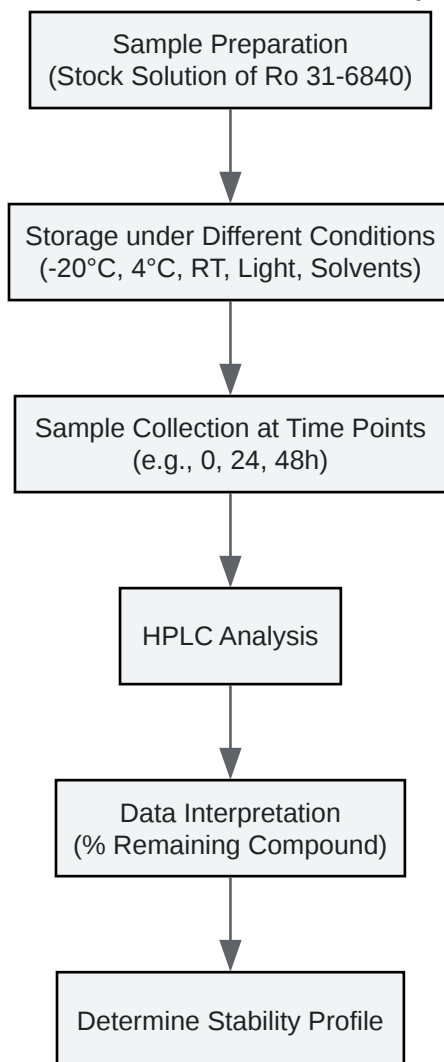 Sample Preparation
(Stock Solution of Ro 31-6840)
Storage under Different Conditions
(-20°C, 4°C, RT, Light, Solvents)
Sample Collection at Time Points
(e.g., 0, 24, 48h)
HPLC Analysis
Data Interpretation
(% Remaining Compound)
Determine Stability Profile